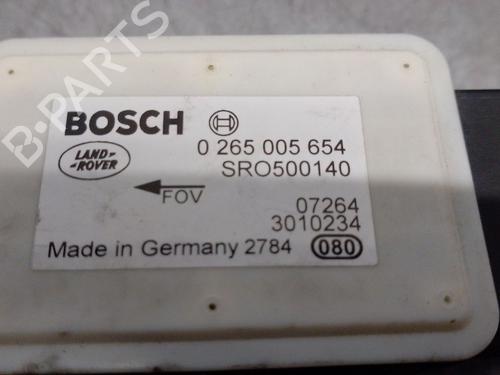 B-PARTS
BOSCH
0 265 005 654
LAND-
-ROVER
SRO500140
FOV
07264
3010234
Made in Germany 2784
080